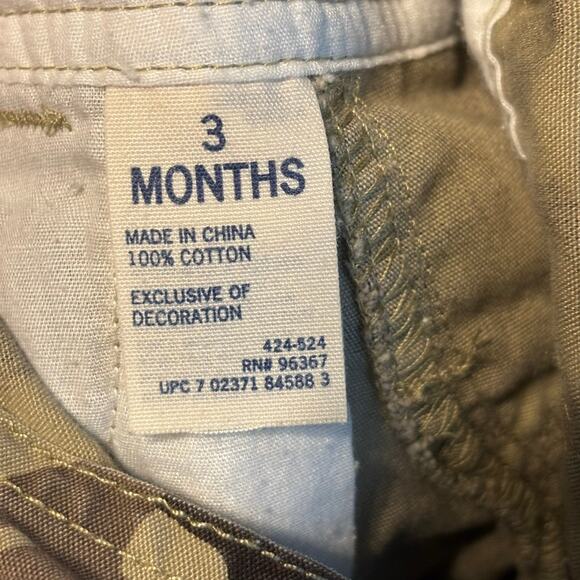 3
MONTHS
MADE IN CHINA
100% COTTON
EXCLUSIVE OF
DECORATION
424-524
RN# 96367
UPC 7 02371 84588 3